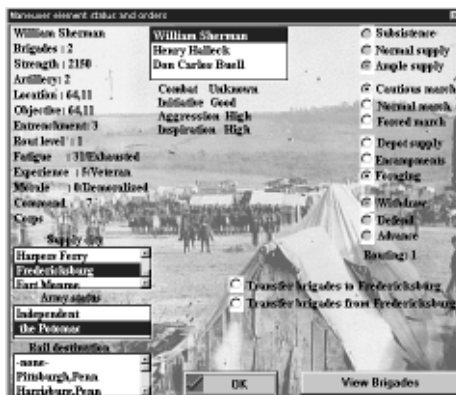 Maneuver element status and orders
William Sherman
Brigades : 2
Strength : 2150
Artillery: 2
Location : 64,11
Objective: 64,11
Entrenchment: 3
Rout level : 1
Fatigue : 31/Exhausted
Experience : 5/Veteran
Morale : 0/Demoralized
Command 7
Corps
Supply city
Harpers Ferry
Fredericksburg
Fort Monroe
Army status
Independent
the Potomac
Rail destination
-none-
Pittsburgh,Penn
Harrisburg,Penn
William Sherman
Henry Halleck
Don Carlos Buell
Combat Unknown
Initiative Good
Aggression High
Inspiration High
Subsistence
Normal supply
Ample supply
Cautious march
Normal march
Forced march
Depot supply
Encampments
Foraging
Withdraw
Defend
Advance
Routing: 1
Transfer brigades to Fredericksburg
Transfer brigades from Fredericksburg
OK
View Brigades